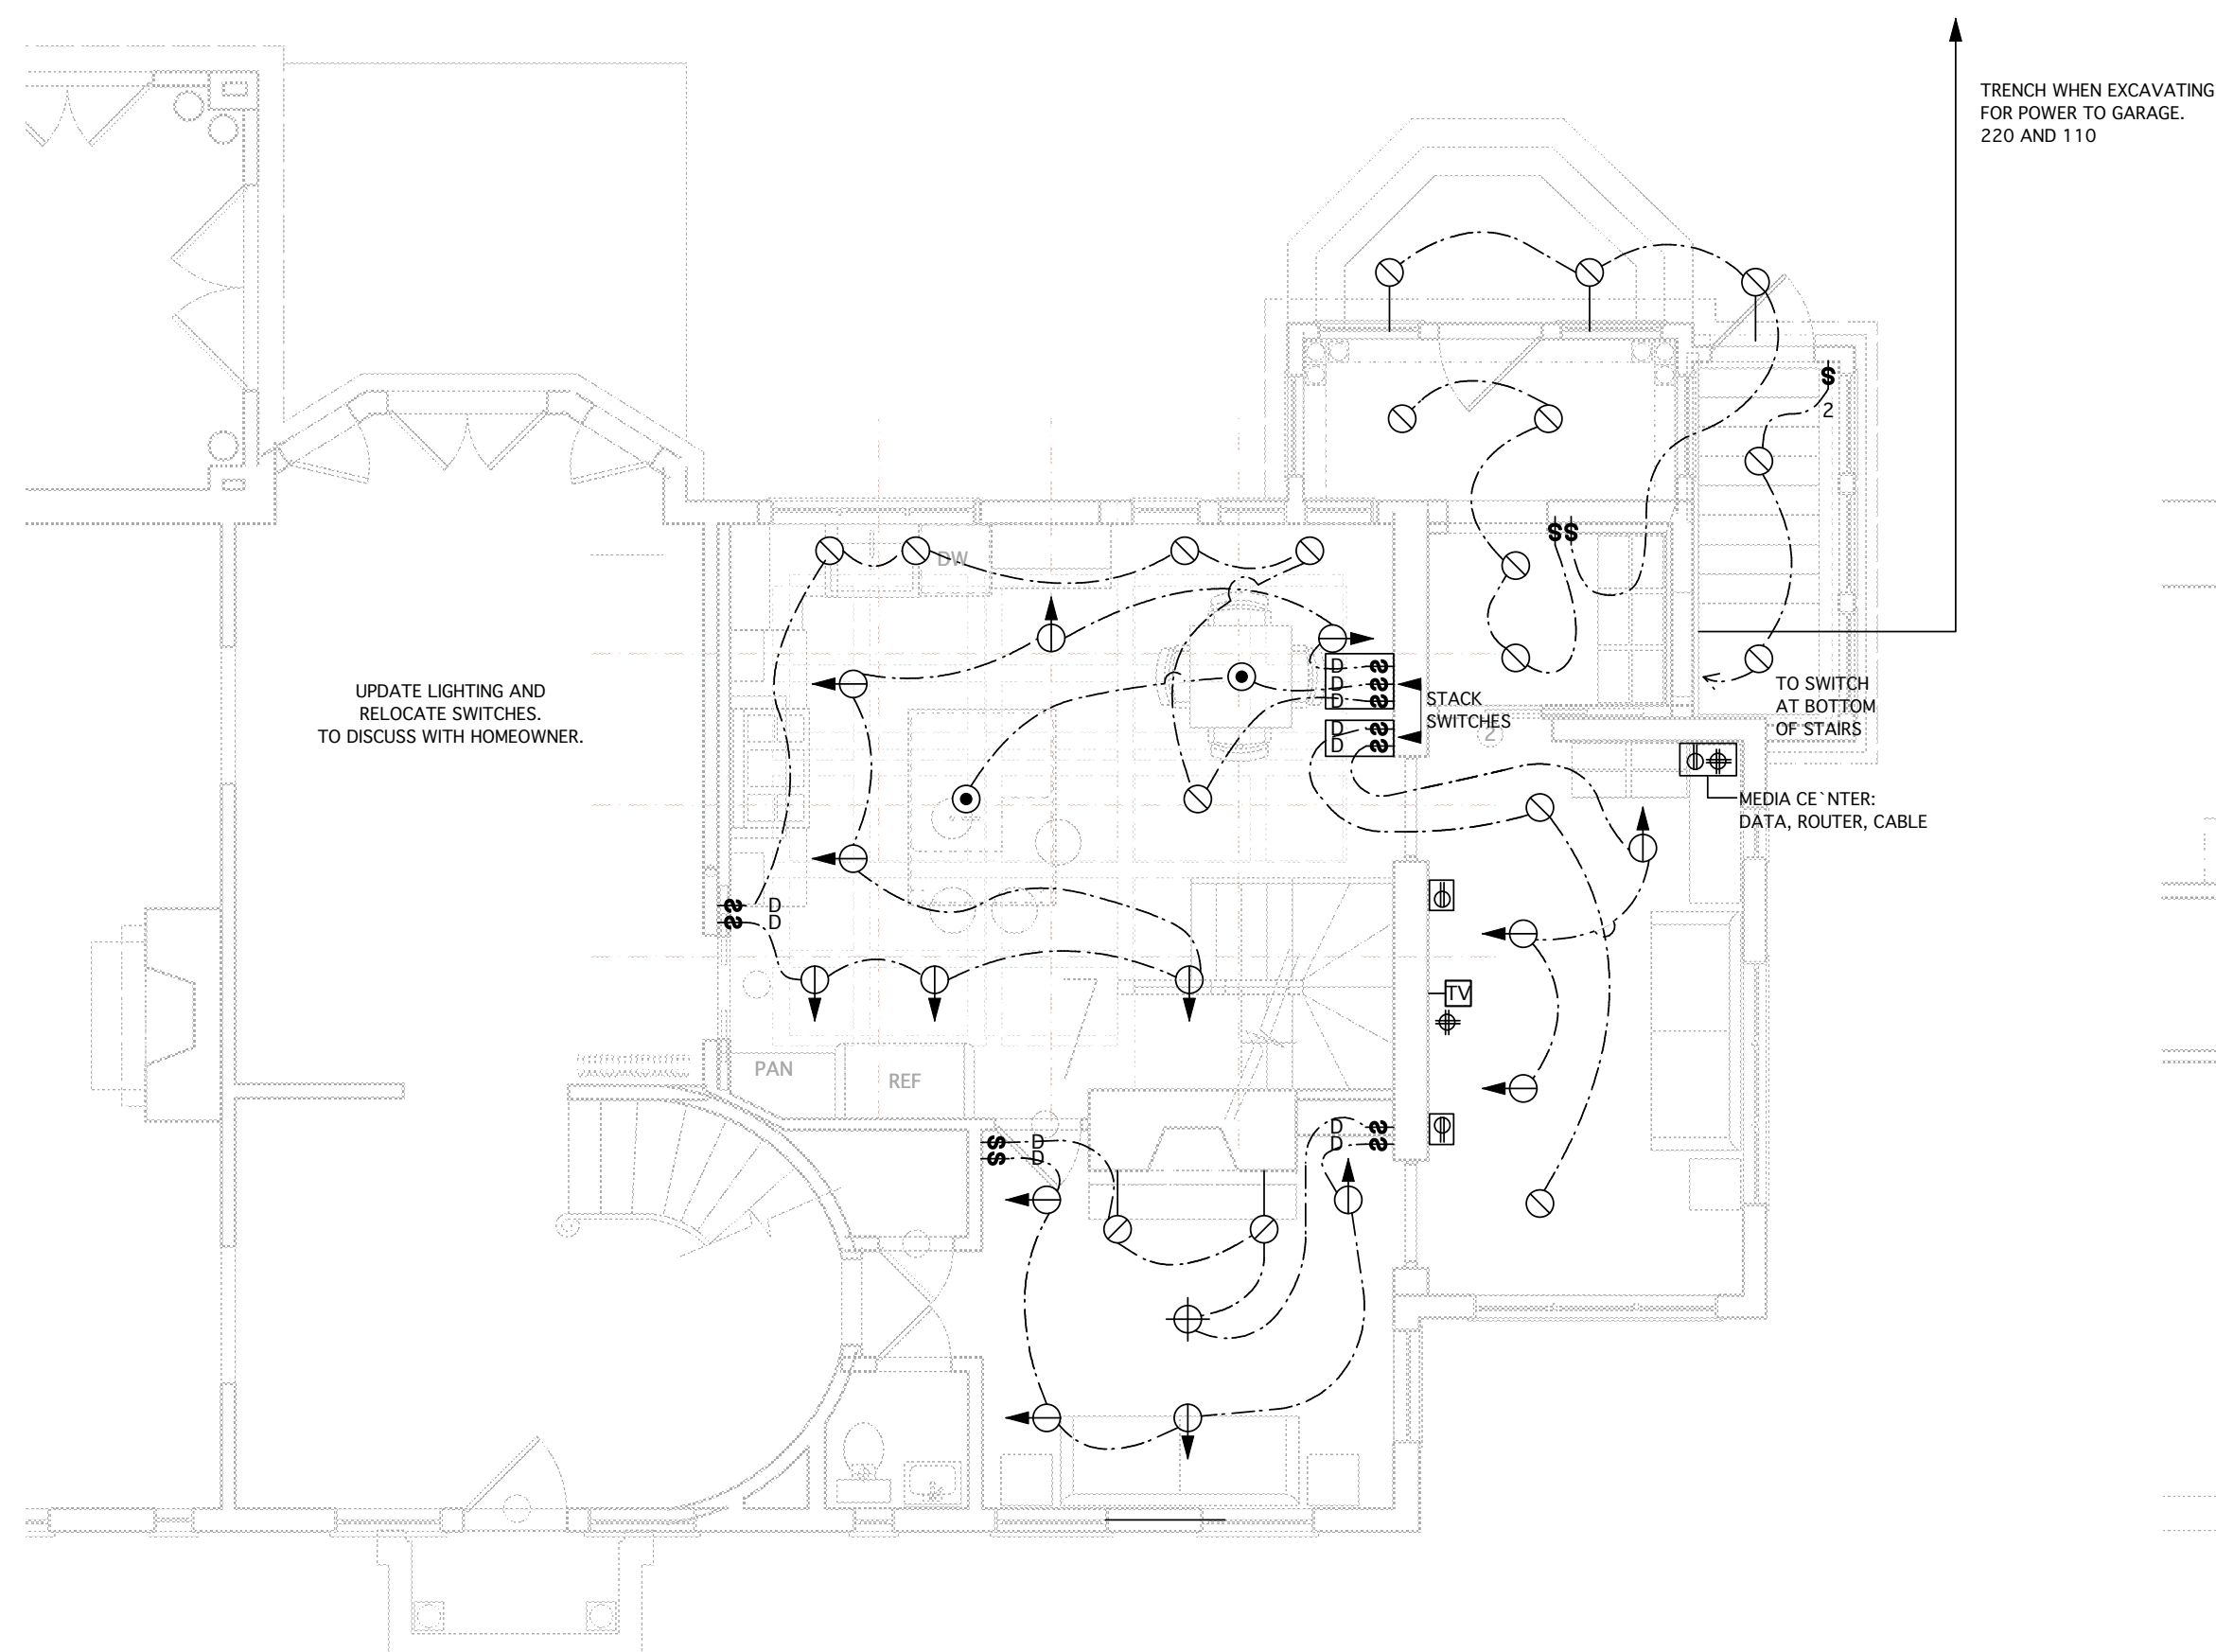 TRENCH WHEN EXCAVATING
FOR POWER TO GARAGE.
220 AND 110
$
2
$$
DW
UPDATE LIGHTING AND
RELOCATE SWITCHES.
TO DISCUSS WITH HOMEOWNER.
D $
D $
D $
STACK
SWITCHES
D $
D $
2
TO SWITCH
AT BOTTOM
OF STAIRS
MEDIA CE`NTER:
DATA, ROUTER, CABLE
$ D
$ D
TV
PAN
REF
$ D
$ D
D $
D $